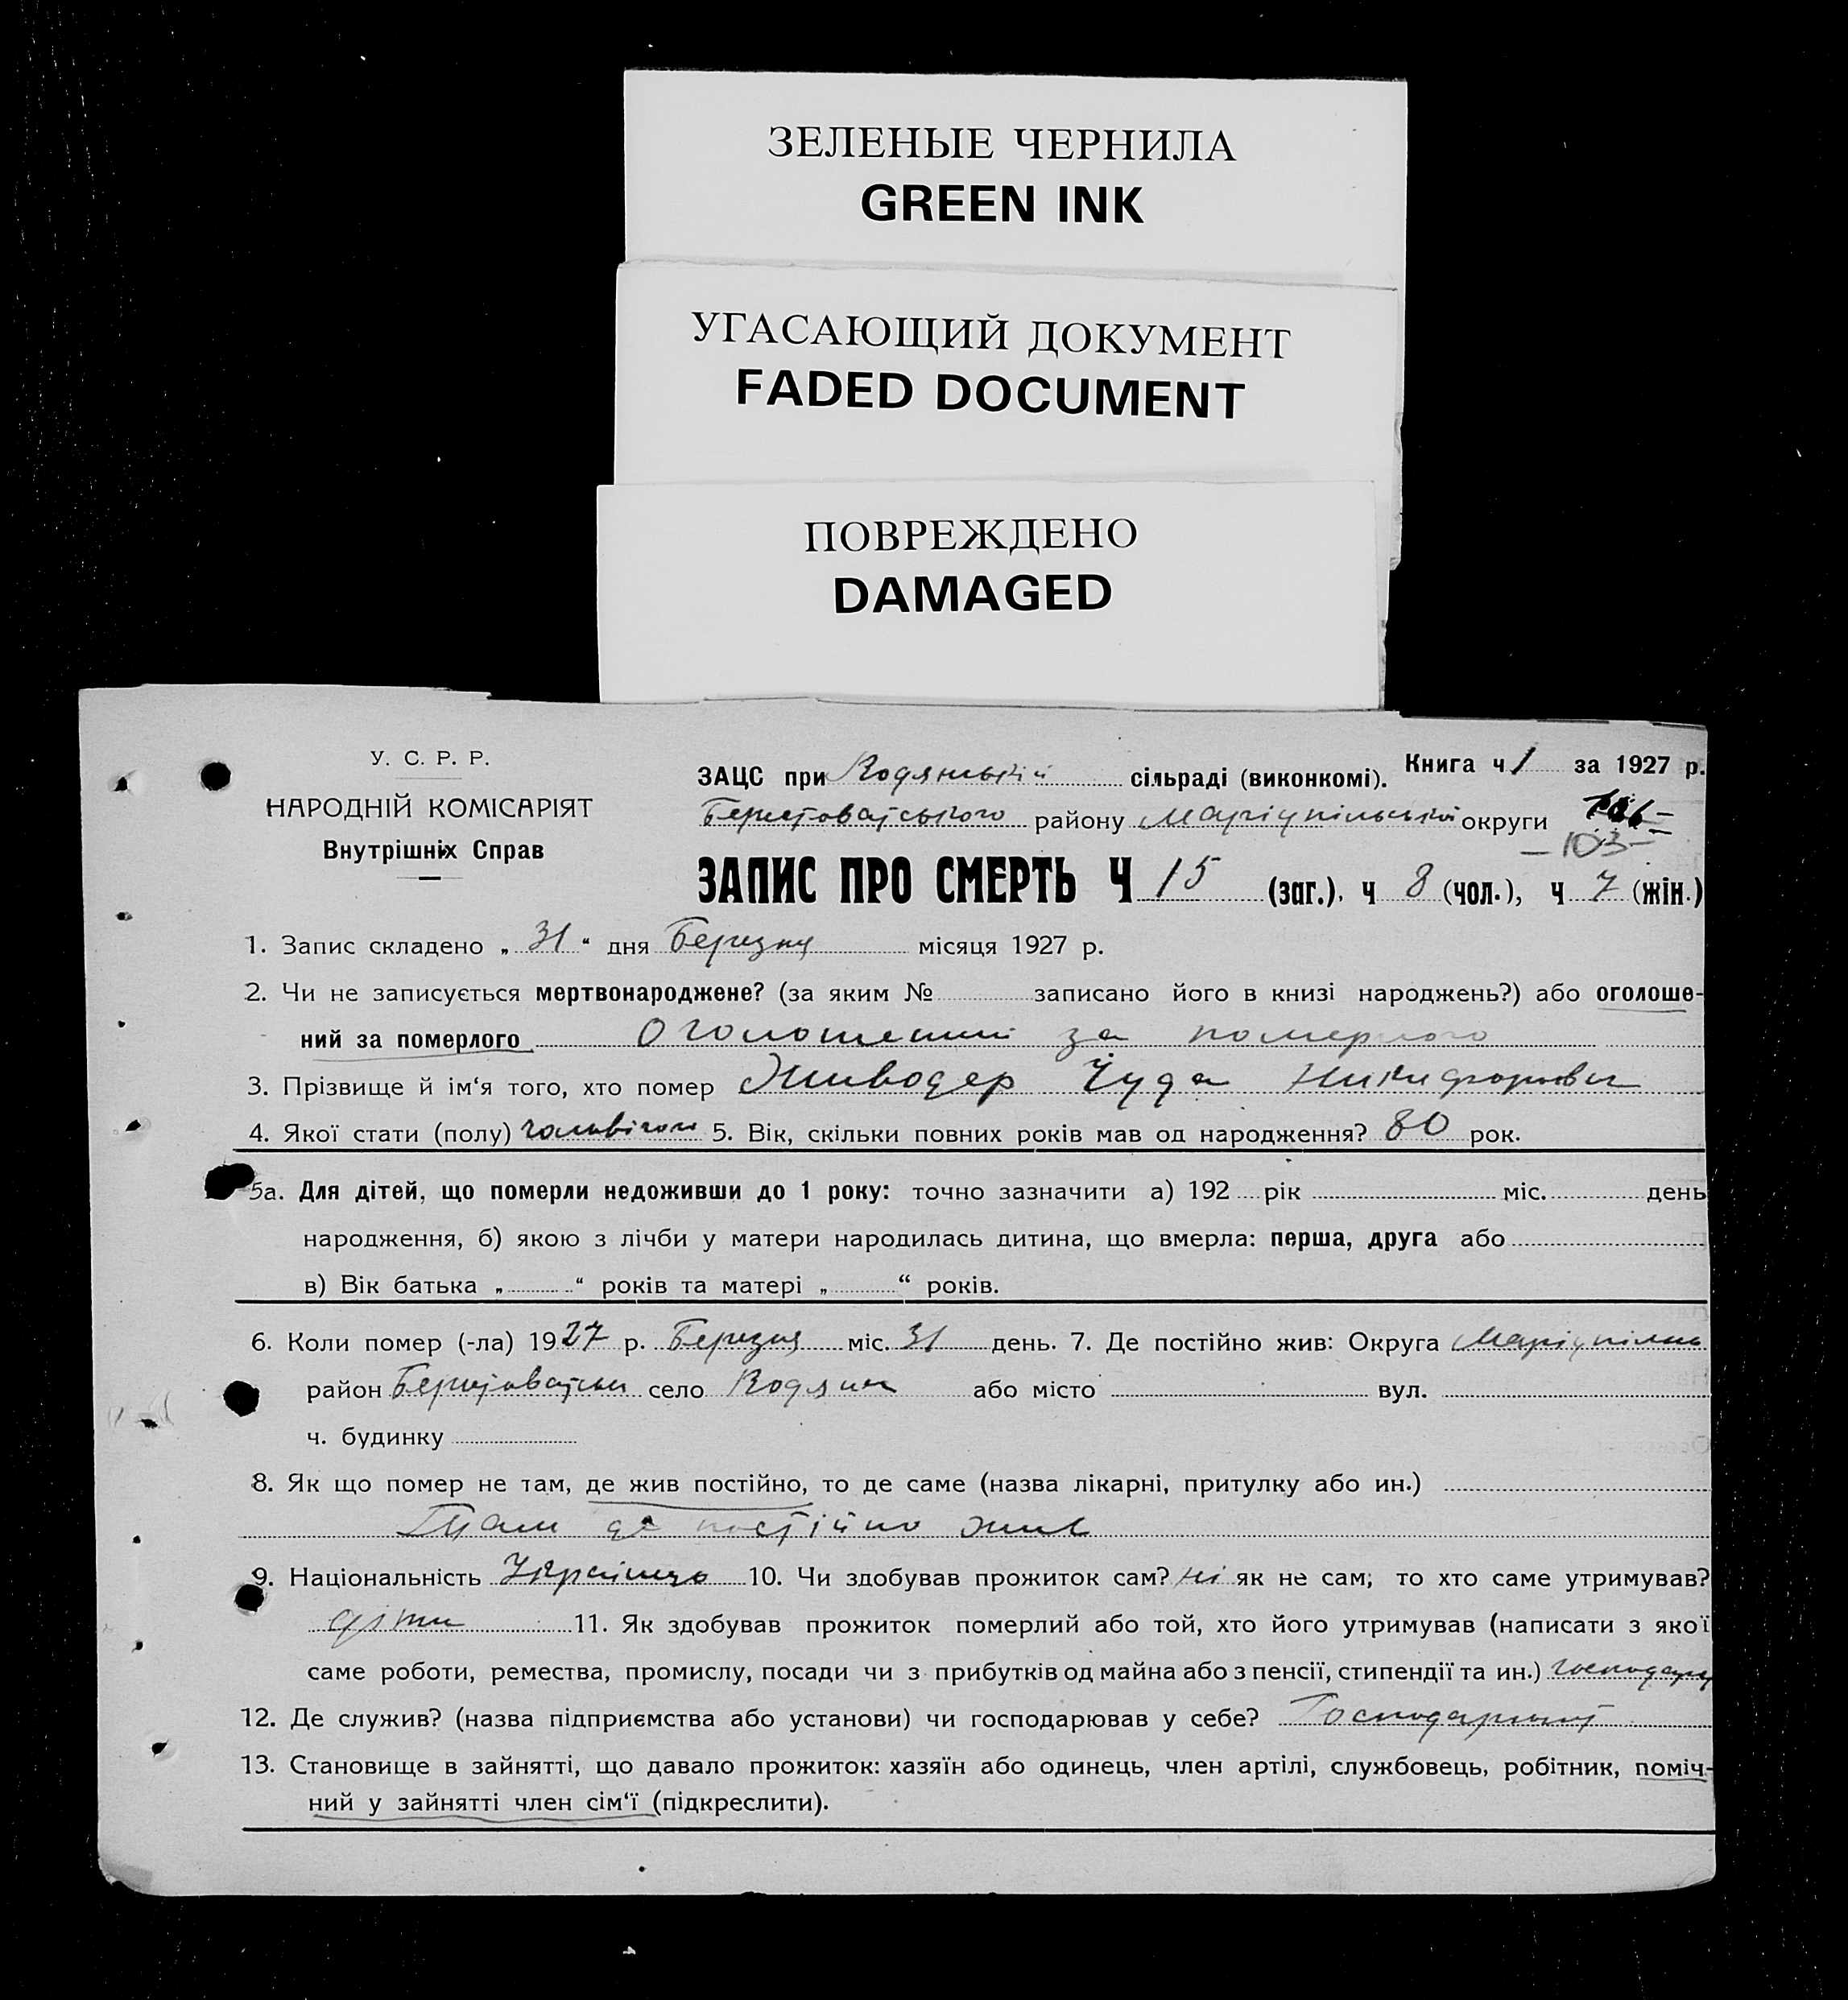 ЗЕЛЕНЫЕ ЧЕРНИЛА
GREEN INK
УГАСАЮЩИЙ ДОКУМЕНТ
FADED DOCUMENT
ПОВРЕЖДЕНО
DAMAGED
У. С. Р. Р.
НАРОДНІЙ КОМІСАРІЯТ
Внутрішніх Справ
Книга ч 1 за 1927 р.
ЗАЦС при Водянській сільраді (виконкомі).
району Маріупільської округи
— 103 —
ЗАПИС ПРО СМЕРТЬ Ч 15 (заг.). ч 8 (чол.), ч 7 (жін.)
1. Запис складено „ 31 “ дня Березня місяця 1927 р.
2. Чи не записується мертвонароджене? (за яким № записано його в книзі народжень?) або оголоше-
ний за померлого оголошений за померлого
3. Прізвище й ім‘я того, хто помер Живодер Чуда Никифорович
4. Якої стати (полу) 5. Вік, скільки повних років мав од народження? 80 рок.
5а. Для дітей, що померли недоживши до 1 року: точно зазначити а) 192 рік міс. день
народження, б) якою з лічби у матери народилась дитина, що вмерла: перша, друга або
в) Вік батька „ “ років та матері „ “ років.
6. Коли помер (-ла) 1927 р. Березня міс. 31 день. 7. Де постійно жив: Округа
район село Водяне або місто вул.
ч. будинку
8. Як що помер не там, де жив постійно, то де саме (назва лікарні, притулку або ин.)
Там де постійно жив
9. Національність Українець 10. Чи здобував прожиток сам? ні як не сам, то хто саме утримував?
діти 11. Як здобував прожиток померлий або той, хто його утримував (написати з якої
саме роботи, ремества, промислу, посади чи з прибутків од майна або з пенсії, стипендії та ин.)
12. Де служив? (назва підприємства або установи) чи господарював у себе?
13. Становище в зайнятті, що давало прожиток: хазяїн або одинець, член артілі, службовець, робітник, поміч-
ний у зайнятті член сім‘ї (підкреслити).